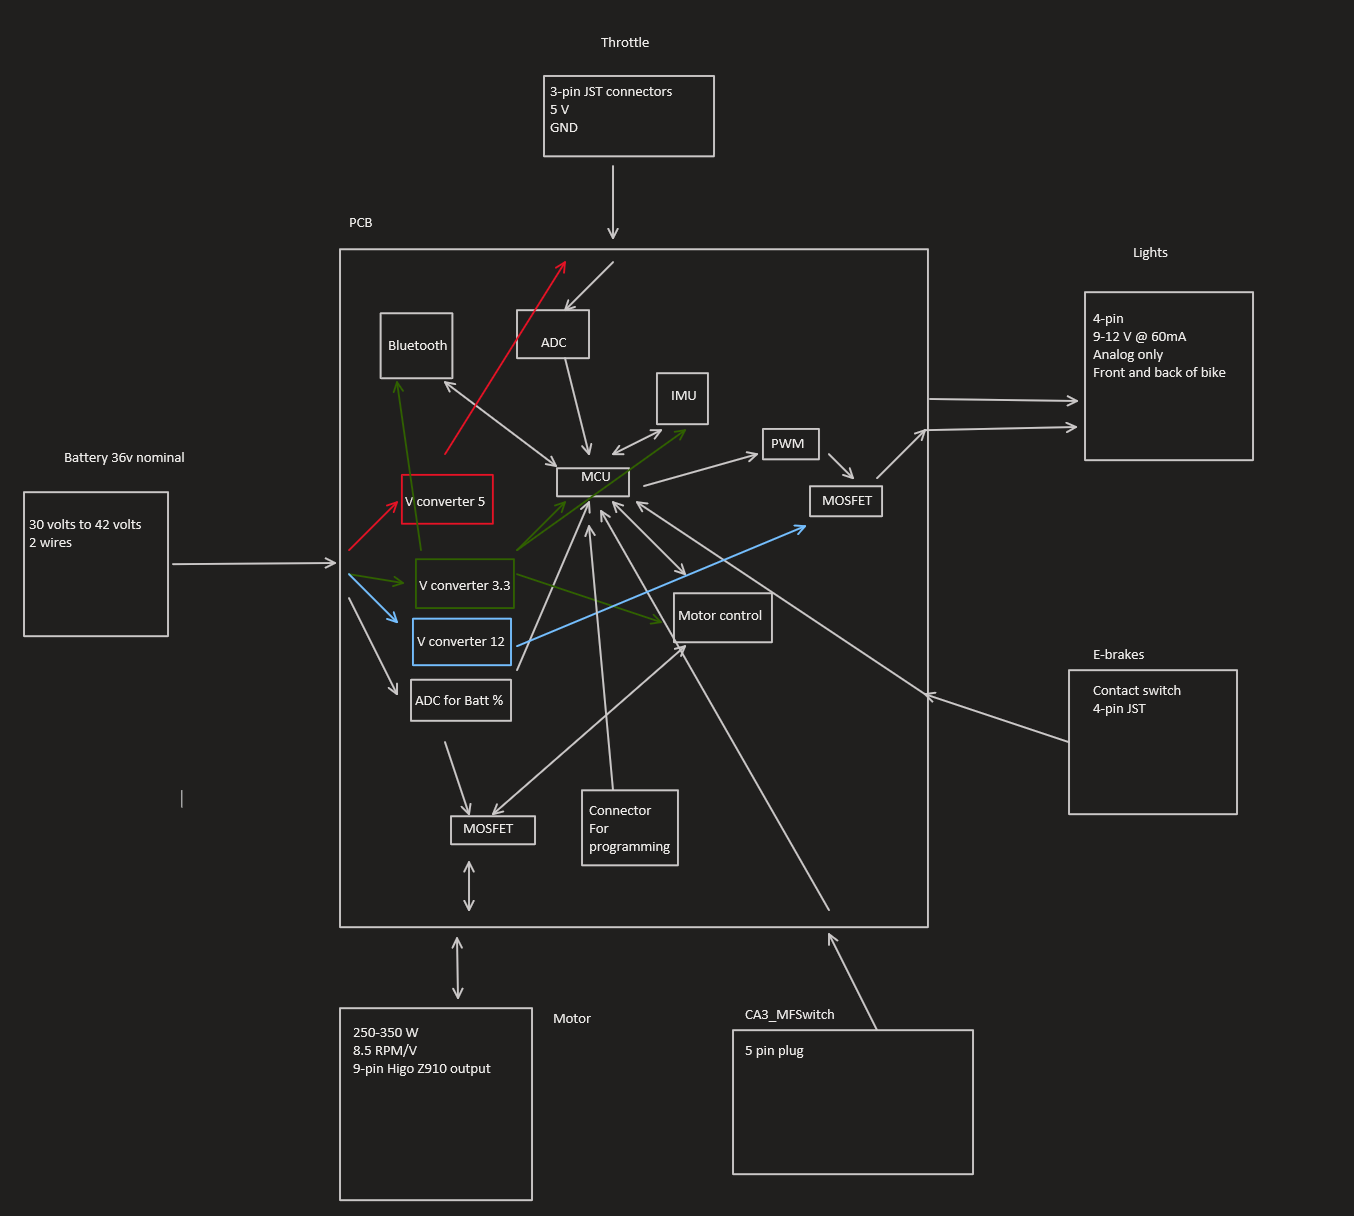 Throttle
3-pin JST connectors
5 V
GND
PCB
Lights
4-pin
9-12 V @ 60mA
Analog only
Front and back of bike
Bluetooth
ADC
IMU
PWM
MCU
MOSFET
Battery 36v nominal
30 volts to 42 volts
2 wires
V converter 5
V converter 3.3
V converter 12
ADC for Batt %
Motor control
E-brakes
Contact switch
4-pin JST
MOSFET
Connector
For
programming
Motor
250-350 W
8.5 RPM/V
9-pin Higo Z910 output
CA3_MFSwitch
5 pin plug